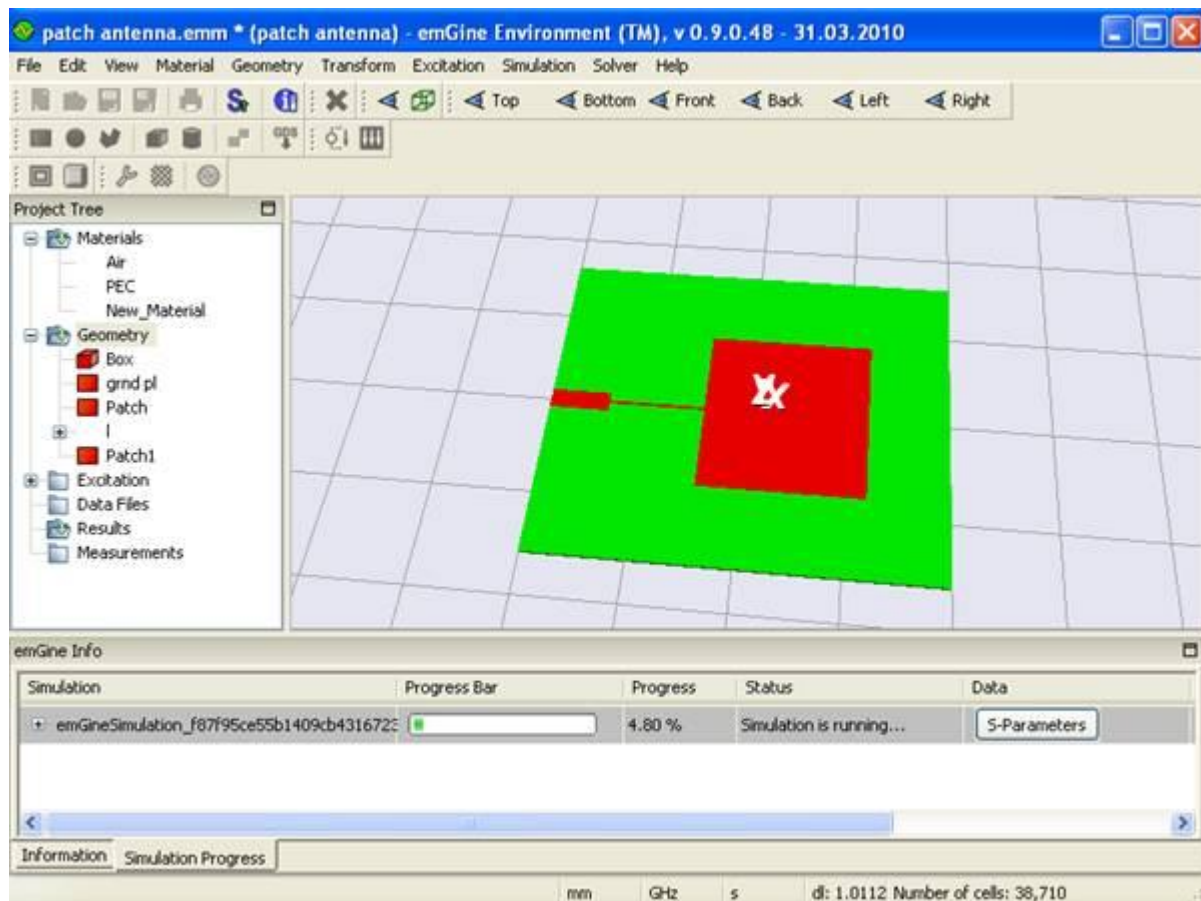 patch antenna.emm * (patch antenna) - emGine Environment (TM), v 0.9.0.48 - 31.03.2010
File Edit View Material Geometry Transform Excitation Simulation Solver Help
Top Bottom Front Back Left Right
Project Tree
Materials
Air
PEC
New_Material
Geometry
Box
grnd pl
Patch
l
Patch1
Excitation
Data Files
Results
Measurements
emGine Info
Simulation Progress Bar Progress Status Data
emGineSimulation_f87f95ce55b1409cb4316723 4.80 % Simulation is running... S-Parameters
Information Simulation Progress
mm GHz s dl: 1.0112 Number of cells: 38,710